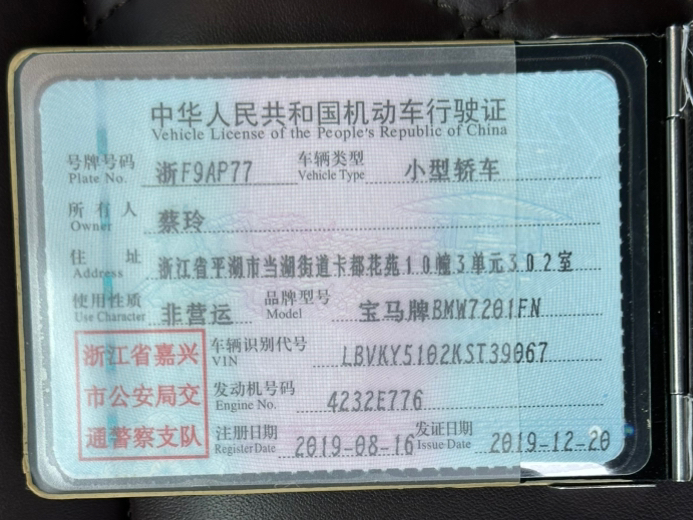 中华人民共和国机动车行驶证
Vehicle License of the People's Republic of China
号牌号码 浙F9AP77 车辆类型 小型轿车
Plate No. Vehicle Type
所有人 蔡玲
Owner
住址 浙江省平湖市当湖街道卡都花苑10幢3单元302室
Address
使用性质 非营运 品牌型号 宝马牌BMW7201FN
Use Character Model
浙江省嘉兴
市公安局交
通警察支队
车辆识别代号 LBVKY5102KST39067
VIN
发动机号码 4232E776
Engine No.
注册日期 2019-08-16 发证日期 2019-12-20
Register Date Issue Date